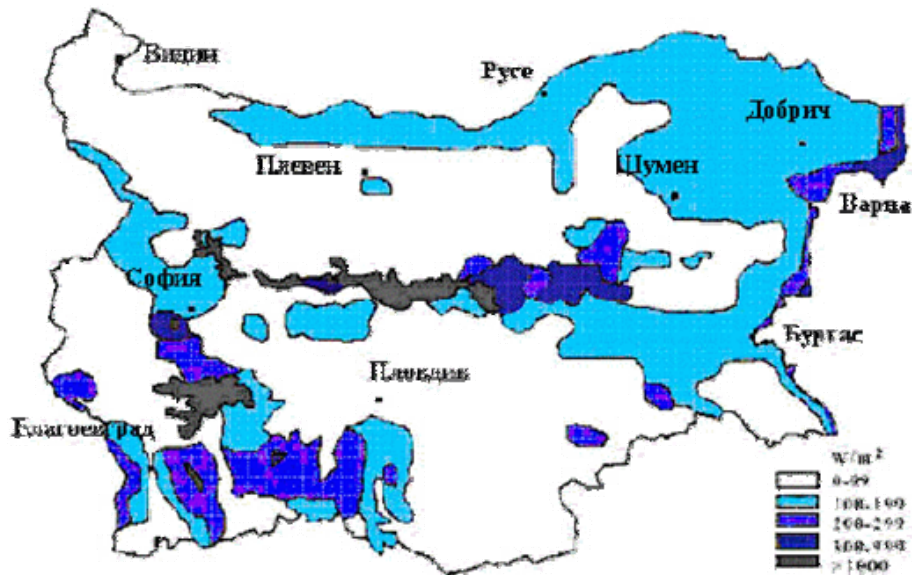 Видин
Русе
Добрич
Плевен
Шумен
Варна
София
Бургас
Пловдив
Благоевград
W/m²
0-99
100-199
200-299
>1000